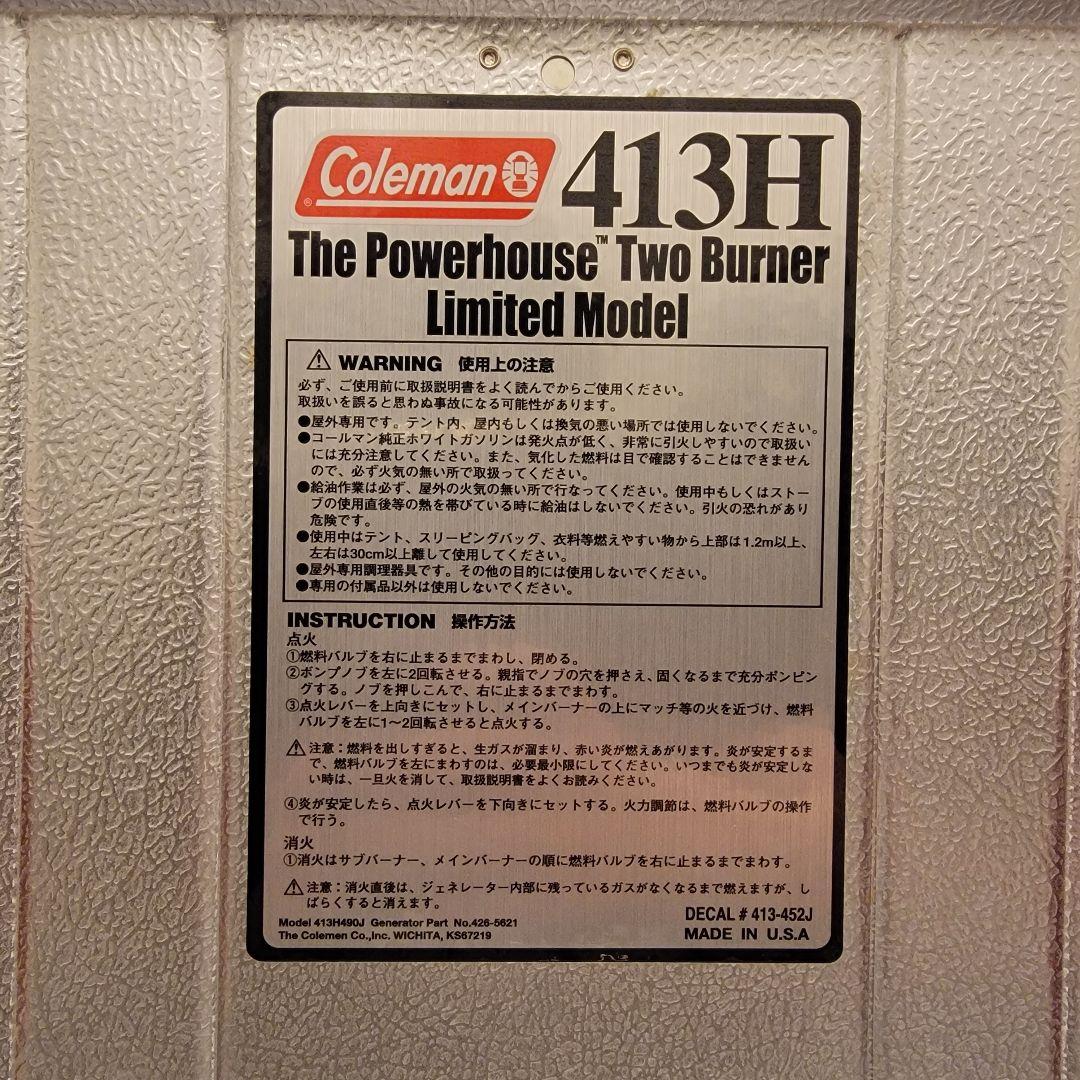 Coleman 413H
The Powerhouse™ Two Burner
Limited Model
⚠ WARNING 使用上の注意
必ず、ご使用前に取扱説明書をよく読んでからご使用ください。
取扱いを誤ると思わぬ事故になる可能性があります。
●屋外専用です。テント内、屋内もしくは換気の悪い場所では使用しないでください。
●コールマン純正ホワイトガソリンは発火点が低く、非常に引火しやすいので取扱い
には充分注意してください。また、気化した燃料は目で確認することはできません
ので、必ず火気の無い所で取扱ってください。
●給油作業は必ず、屋外の火気の無い所で行なってください。使用中もしくはストー
ブの使用直後等の熱を帯びている時に給油はしないでください。引火の恐れがあり
危険です。
●使用中はテント、スリーピングバッグ、衣料等燃えやすい物から上部は1.2m以上、
左右は30cm以上離して使用してください。
●屋外専用調理器具です。その他の目的には使用しないでください。
●専用の付属品以外は使用しないでください。
INSTRUCTION 操作方法
点火
①燃料バルブを右に止まるまでまわし、閉める。
②ポンプノブを左に2回転させる。親指でノブの穴を押さえ、固くなるまで充分ポンピン
グする。ノブを押しこんで、右に止まるまでまわす。
③点火レバーを上向きにセットし、メインバーナーの上にマッチ等の火を近づけ、燃料
バルブを左に1〜2回転させると点火する。
⚠ 注意：燃料を出しすぎると、生ガスが溜まり、赤い炎が燃えあがります。炎が安定するま
で、燃料バルブを左にまわすのは、必要最小限にしてください。いつまでも炎が安定しな
い時は、一旦火を消して、取扱説明書をよくお読みください。
④炎が安定したら、点火レバーを下向きにセットする。火力調節は、燃料バルブの操作
で行う。
消火
①消火はサブバーナー、メインバーナーの順に燃料バルブを右に止まるまでまわす。
⚠ 注意：消火直後は、ジェネレーター内部に残っているガスがなくなるまで燃えますが、し
ばらくすると消えます。
Model 413H490J Generator Part No.426-5621
The Colemen Co.,Inc. WICHITA, KS67219
DECAL # 413-452J
MADE IN U.S.A